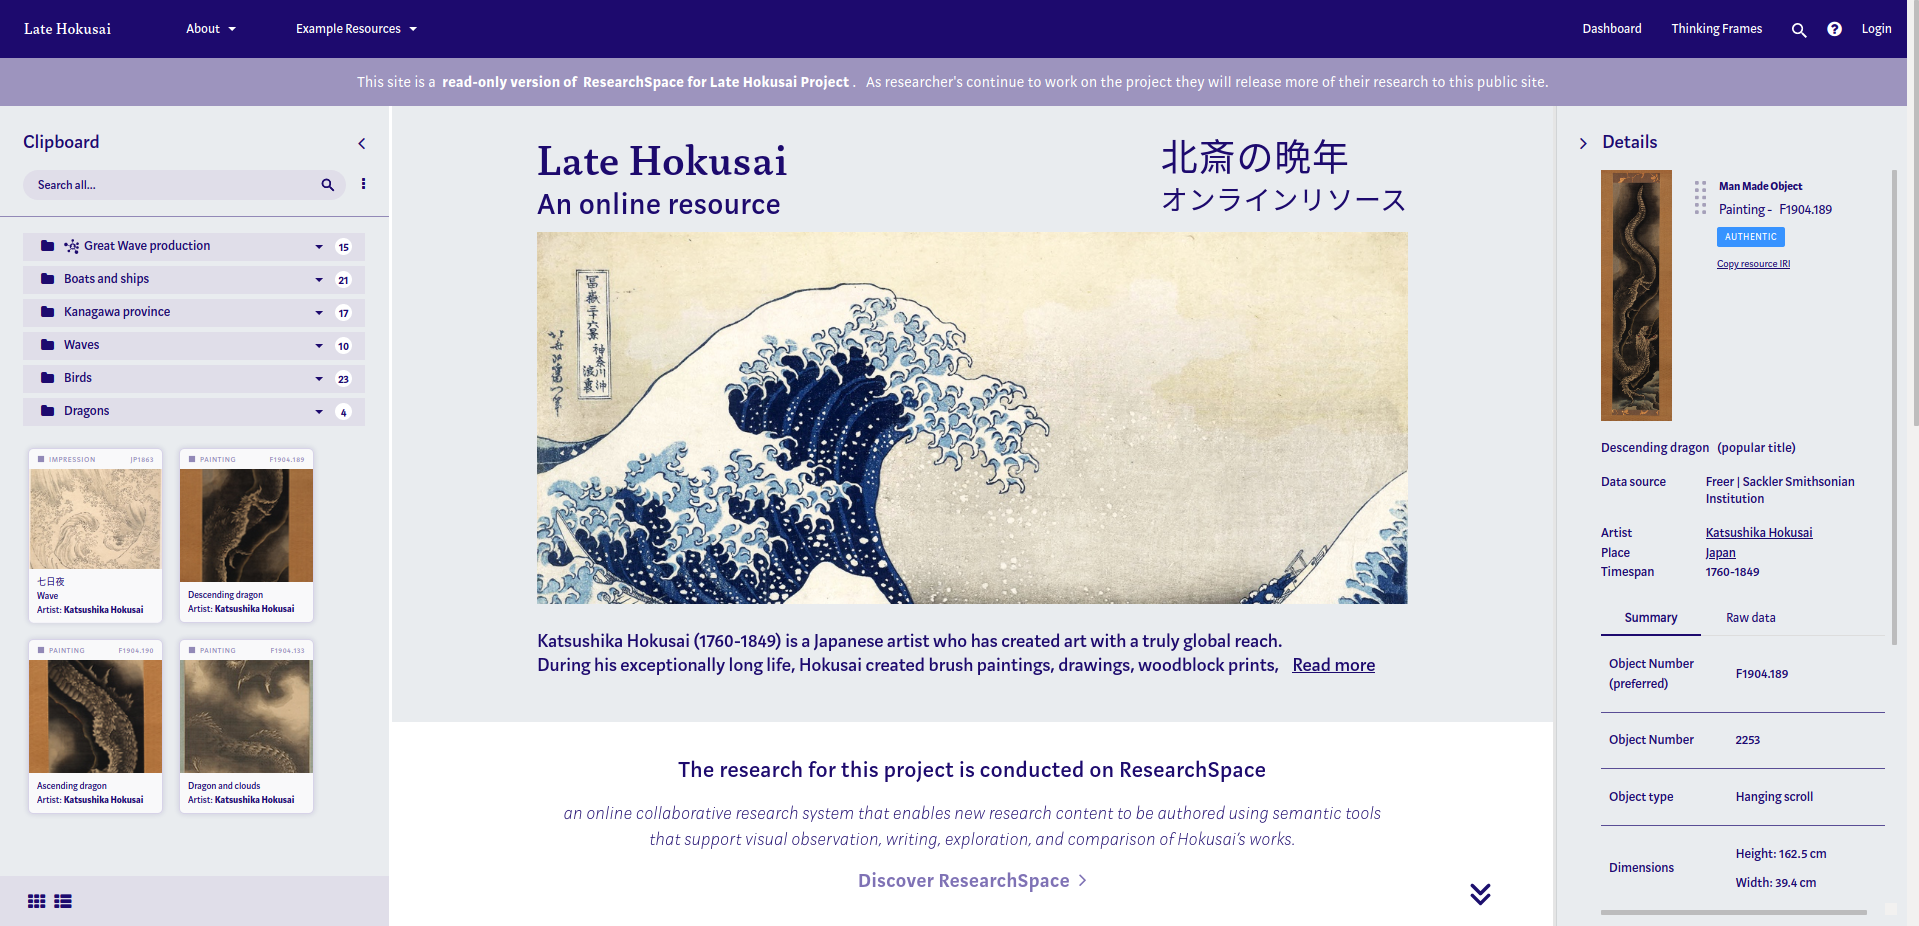 Late Hokusai
About
Example Resources
Dashboard
Thinking Frames
Login
This site is a read-only version of ResearchSpace for Late Hokusai Project . As researcher's continue to work on the project they will release more of their research to this public site.
Clipboard
Search all...
Great Wave production 15
Boats and ships 21
Kanagawa province 17
Waves 10
Birds 23
Dragons 4
IMPRESSION JP1863
七日夜
Wave
Artist: Katsushika Hokusai
PAINTING F1904.189
Descending dragon
Artist: Katsushika Hokusai
PAINTING F1904.190
Ascending dragon
Artist: Katsushika Hokusai
PAINTING F1904.133
Dragon and clouds
Artist: Katsushika Hokusai
Late Hokusai
An online resource
北斎の晩年
オンラインリソース
冨嶽三十六景
神奈川沖
浪裏
Katsushika Hokusai (1760-1849) is a Japanese artist who has created art with a truly global reach.
During his exceptionally long life, Hokusai created brush paintings, drawings, woodblock prints, Read more
The research for this project is conducted on ResearchSpace
an online collaborative research system that enables new research content to be authored using semantic tools
that support visual observation, writing, exploration, and comparison of Hokusai's works.
Discover ResearchSpace
Details
Man Made Object
Painting - F1904.189
AUTHENTIC
Copy resource IRI
Descending dragon (popular title)
Data source Freer | Sackler Smithsonian
Institution
Artist Katsushika Hokusai
Place Japan
Timespan 1760-1849
Summary Raw data
Object Number
(preferred)
F1904.189
Object Number 2253
Object type Hanging scroll
Dimensions
Height: 162.5 cm
Width: 39.4 cm